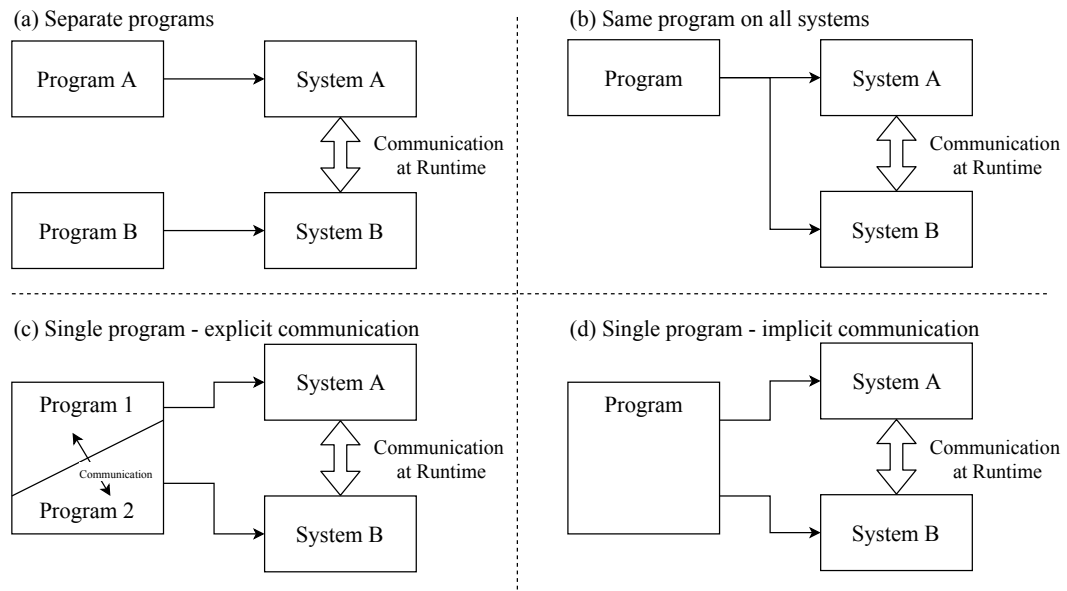 (a) Separate programs
Program A
System A
Communication
at Runtime
Program B
System B
(b) Same program on all systems
Program
System A
Communication
at Runtime
System B
(c) Single program - explicit communication
Program 1
Communication
Program 2
System A
Communication
at Runtime
System B
(d) Single program - implicit communication
Program
System A
Communication
at Runtime
System B